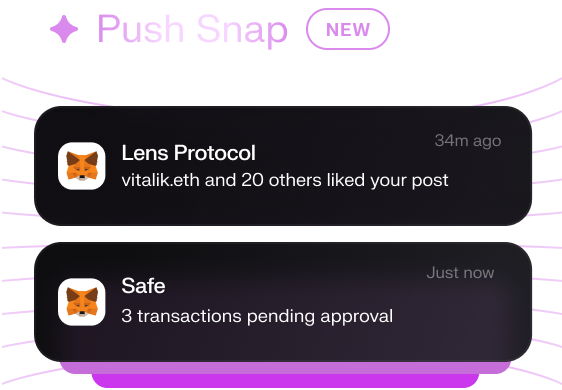 Push Snap NEW
34m ago
Lens Protocol
vitalik.eth and 20 others liked your post
Just now
Safe
3 transactions pending approval